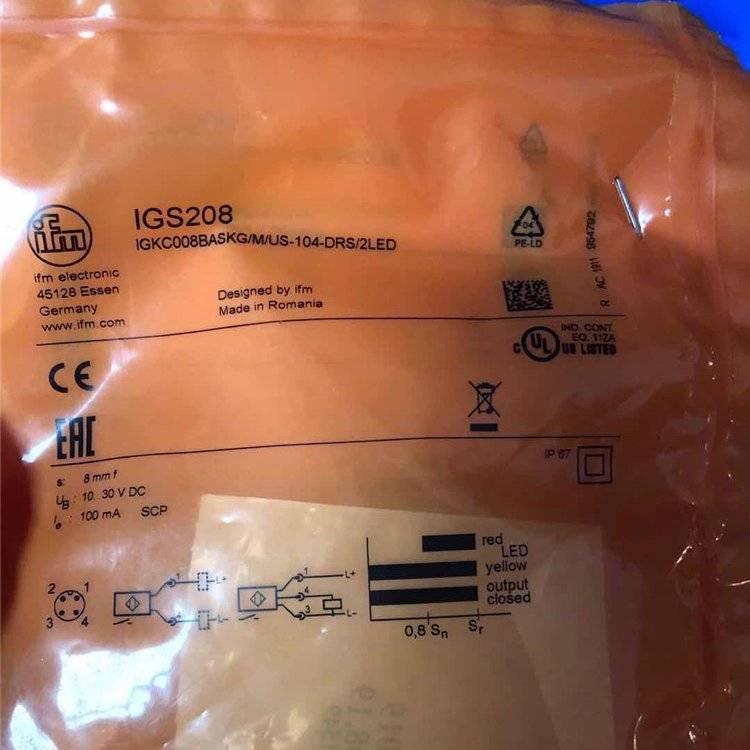 ifm
ifm electronic
45128 Essen
Germany
www.ifm.com
IGS208
IGKC008BASKG/M/US-104-DRS/2LED
Designed by ifm
Made in Romania
04
PE-LD
R AC 1911 954792
CE
EAC
C UL US LISTED
IND. CONT.
EQ. 11ZA
IP 67
s: 8 mm f
UB : 10...30 V DC
Ie : 100 mA SCP
2 1
3 4
1 L+
4 L-
1 L+
4
3 L-
red
LED
yellow
output
closed
0,8 Sn Sr